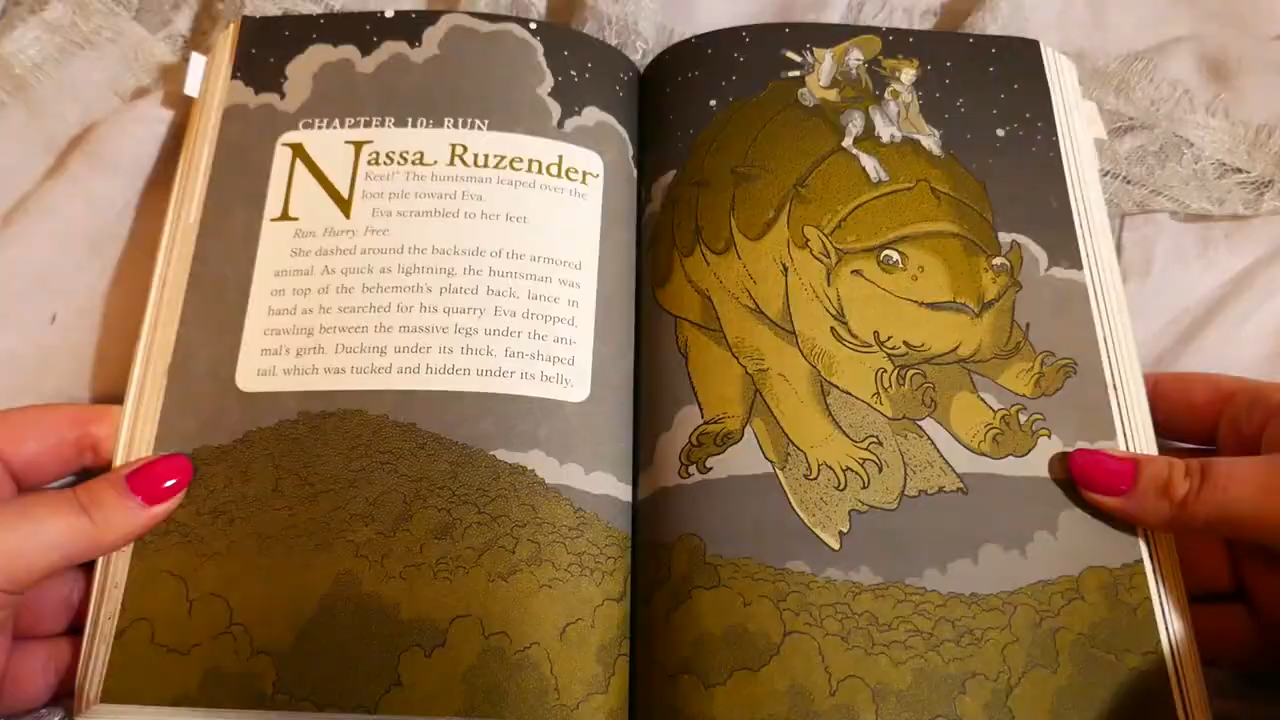 CHAPTER 10: RUN
Nassa Ruzender
Keet!" The huntsman leaped over the
loot pile toward Eva.
Eva scrambled to her feet.
Run. Hurry. Free.
She dashed around the backside of the armored
animal. As quick as lightning, the huntsman was
on top of the behemoth's plated back, lance in
hand as he searched for his quarry. Eva dropped,
crawling between the massive legs under the ani-
mal's girth. Ducking under its thick, fan-shaped
tail, which was tucked and hidden under its belly,